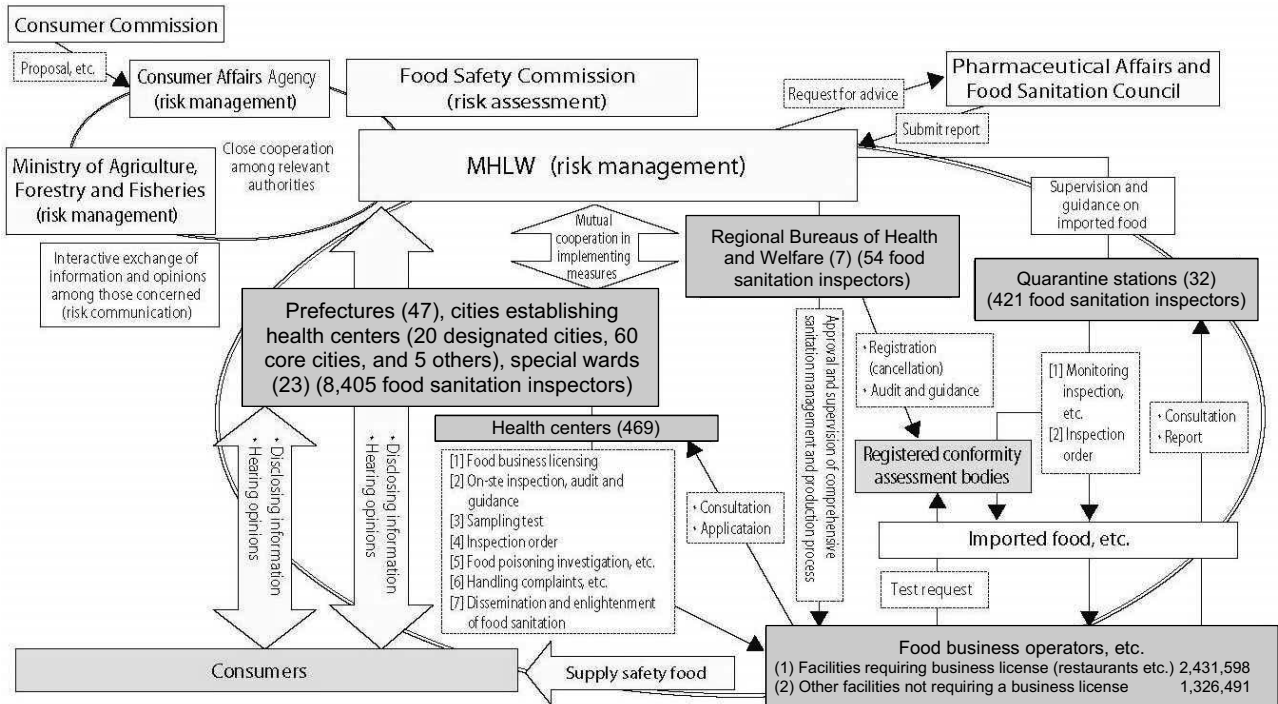 Consumer Commission
Proposal, etc.
Consumer Affairs Agency
(risk management)
Food Safety Commission
(risk assessment)
Pharmaceutical Affairs and
Food Sanitation Council
Request for advice
Submit report
Ministry of Agriculture,
Forestry and Fisheries
(risk management)
Close cooperation
among relevant
authorities
MHLW (risk management)
Supervision and
guidance on
imported food
Interactive exchange of
information and opinions
among those concerned
(risk communication)
Mutual
cooperation in
implementing
measures
Regional Bureaus of Health
and Welfare (7) (54 food
sanitation inspectors)
Quarantine stations (32)
(421 food sanitation inspectors)
Prefectures (47), cities establishing
health centers (20 designated cities, 60
core cities, and 5 others), special wards
(23) (8,405 food sanitation inspectors)
Approval and supervision of comprehensive
sanitation management and production process
・Registration
(cancellation)
・Audit and guidance
[1] Monitoring
inspection,
etc.
[2] Inspection
order
・Consultation
・Report
Health centers (469)
・Disclosing information
・Hearing opinions
・Disclosing information
・Hearing opinions
[1] Food business licensing
[2] On-ste inspection, audit and
guidance
[3] Sampling test
[4] Inspection order
[5] Food poisoning investigation, etc.
[6] Handling complaints, etc.
[7] Dissemination and enlightenment
of food sanitation
・Consultation
・Applicataion
Registered conformity
assessment bodies
Imported food, etc.
Test request
Consumers
Supply safety food
Food business operators, etc.
(1) Facilities requiring business license (restaurants etc.) 2,431,598
(2) Other facilities not requiring a business license 1,326,491